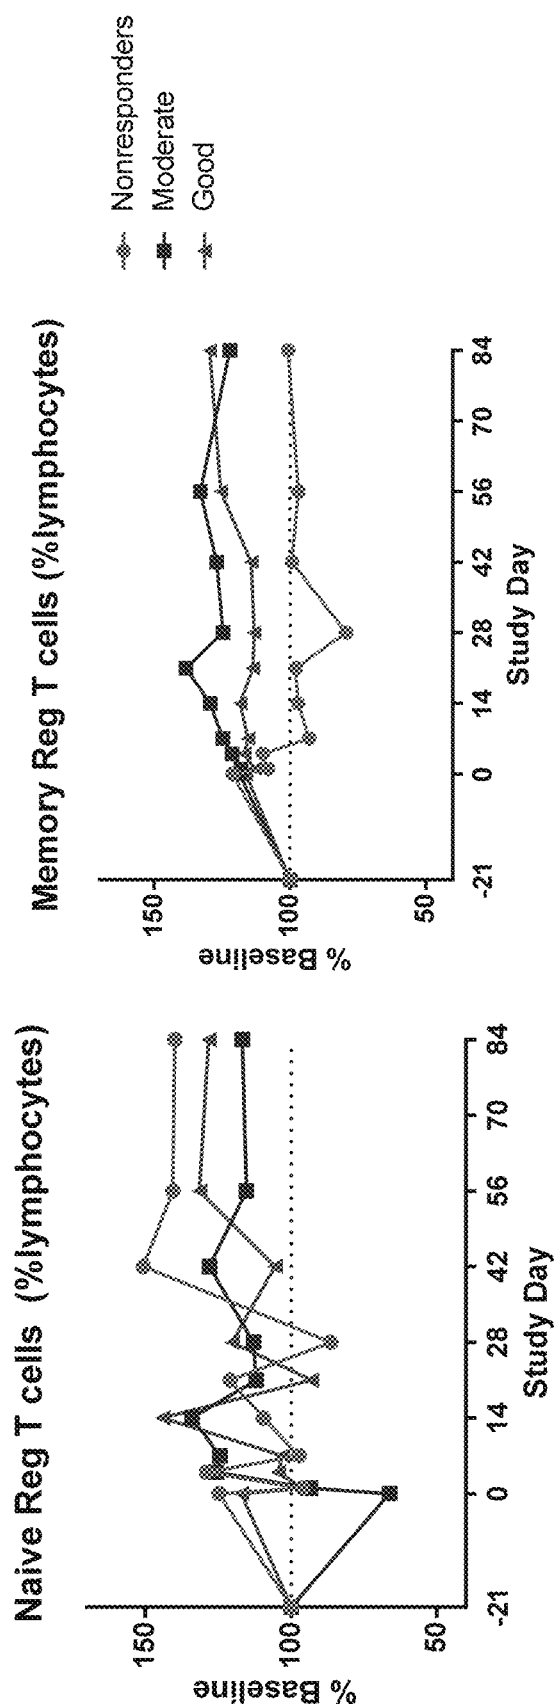 Naive Reg T cells (%lymphocytes)
% Baseline
150
100
50
-21
0
14
28
42
56
70
84
Study Day
Memory Reg T cells (%lymphocytes)
% Baseline
150
100
50
-21
0
14
28
42
56
70
84
Study Day
Nonresponders
Moderate
Good